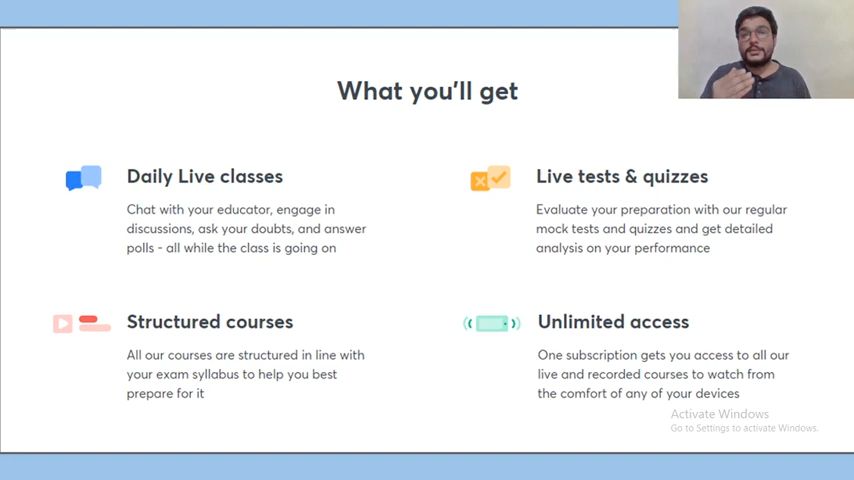 What you'll get
Daily Live classes
Chat with your educator, engage in
discussions, ask your doubts, and answer
polls - all while the class is going on
Live tests & quizzes
Evaluate your preparation with our regular
mock tests and quizzes and get detailed
analysis on your performance
Structured courses
All our courses are structured in line with
your exam syllabus to help you best
prepare for it
Unlimited access
One subscription gets you access to all our
live and recorded courses to watch from
the comfort of any of your devices
Activate Windows
Go to Settings to activate Windows.